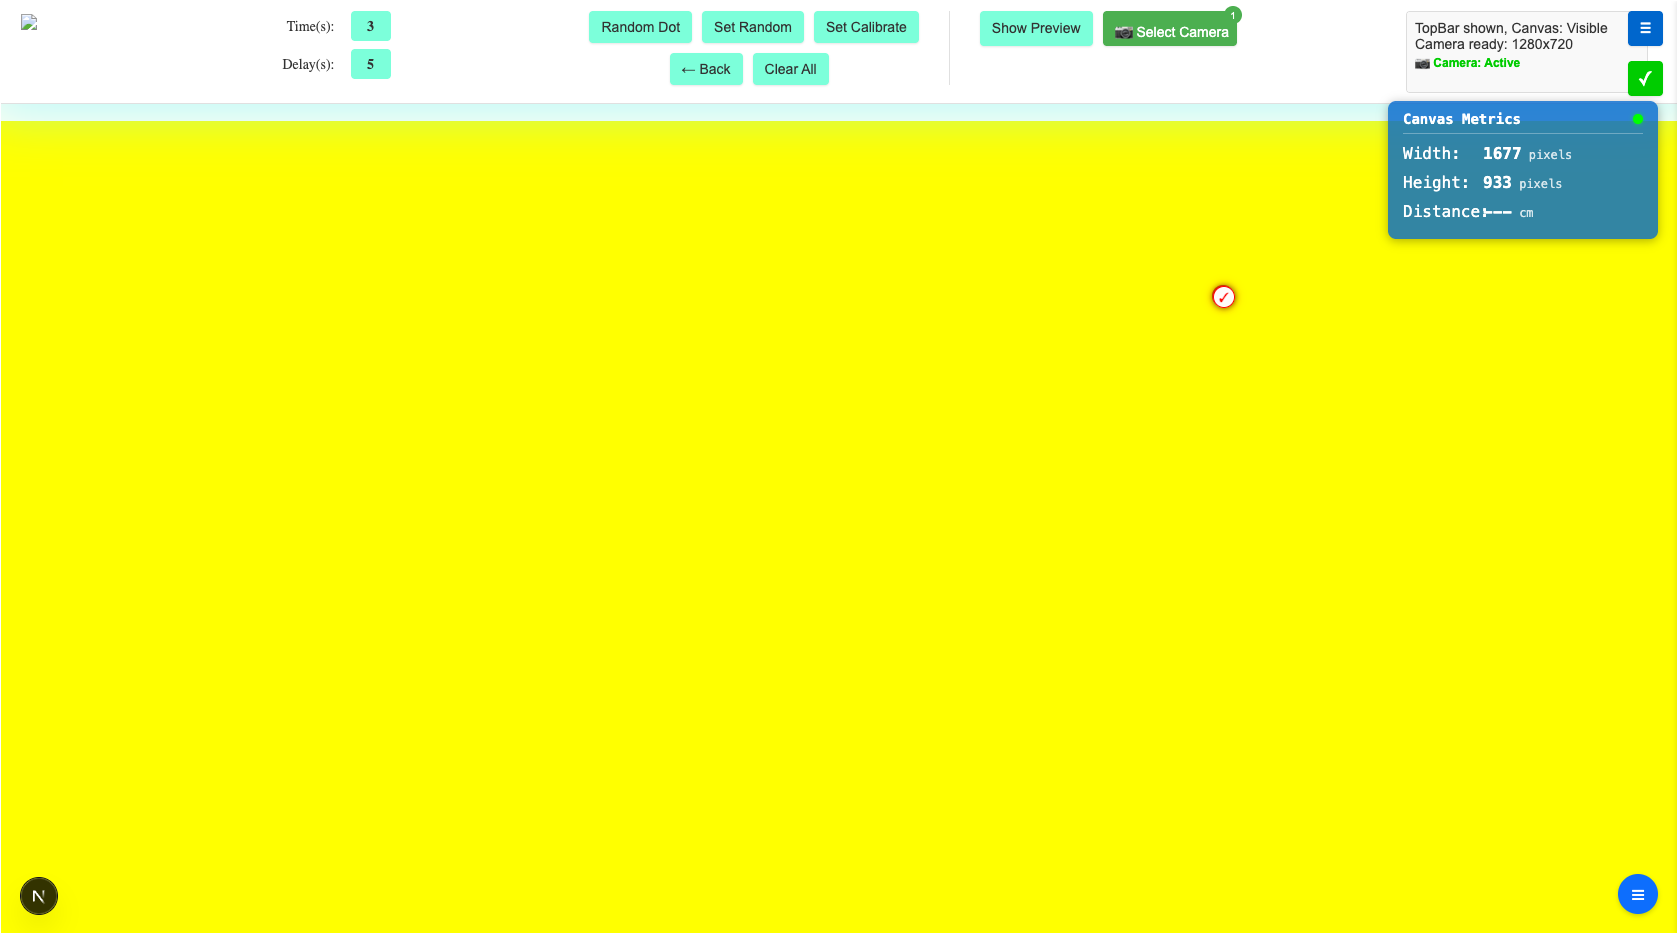 Time(s): 3
Delay(s): 5
Random Dot Set Random Set Calibrate
← Back Clear All
Show Preview 📷 Select Camera 1
TopBar shown, Canvas: Visible
Camera ready: 1280x720
📷 Camera: Active
☰
✓
Canvas Metrics
Width: 1677 pixels
Height: 933 pixels
Distance: --- cm
✓
N
≡